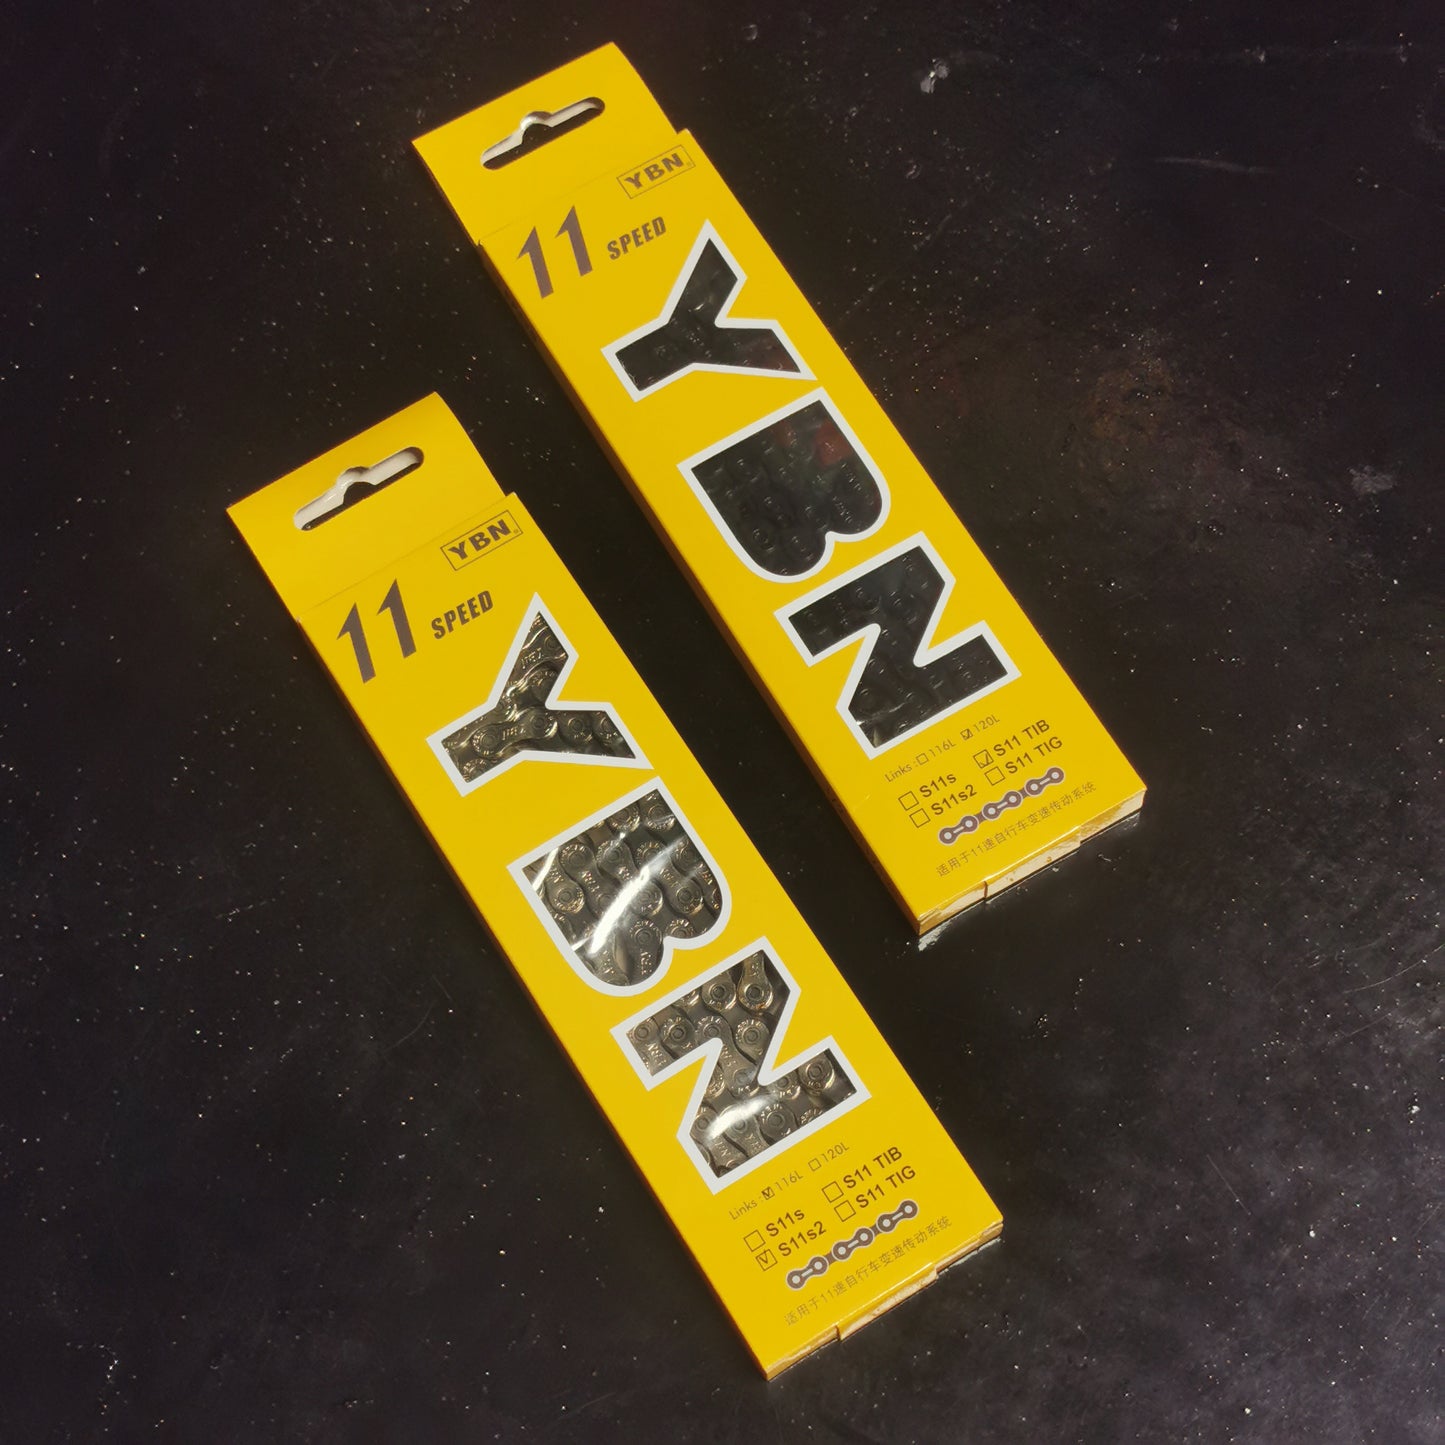 YBN
11 SPEED
YBN
Links: ☐ 116L ☑ 120L
☐ S11s ☑ S11 TIB
☐ S11s2 ☐ S11 TIG
适用于11速自行车变速传动系统
YBN
11 SPEED
YBN
Links: ☑ 116L ☐ 120L
☐ S11s ☐ S11 TIB
☑ S11s2 ☐ S11 TIG
适用于11速自行车变速传动系统